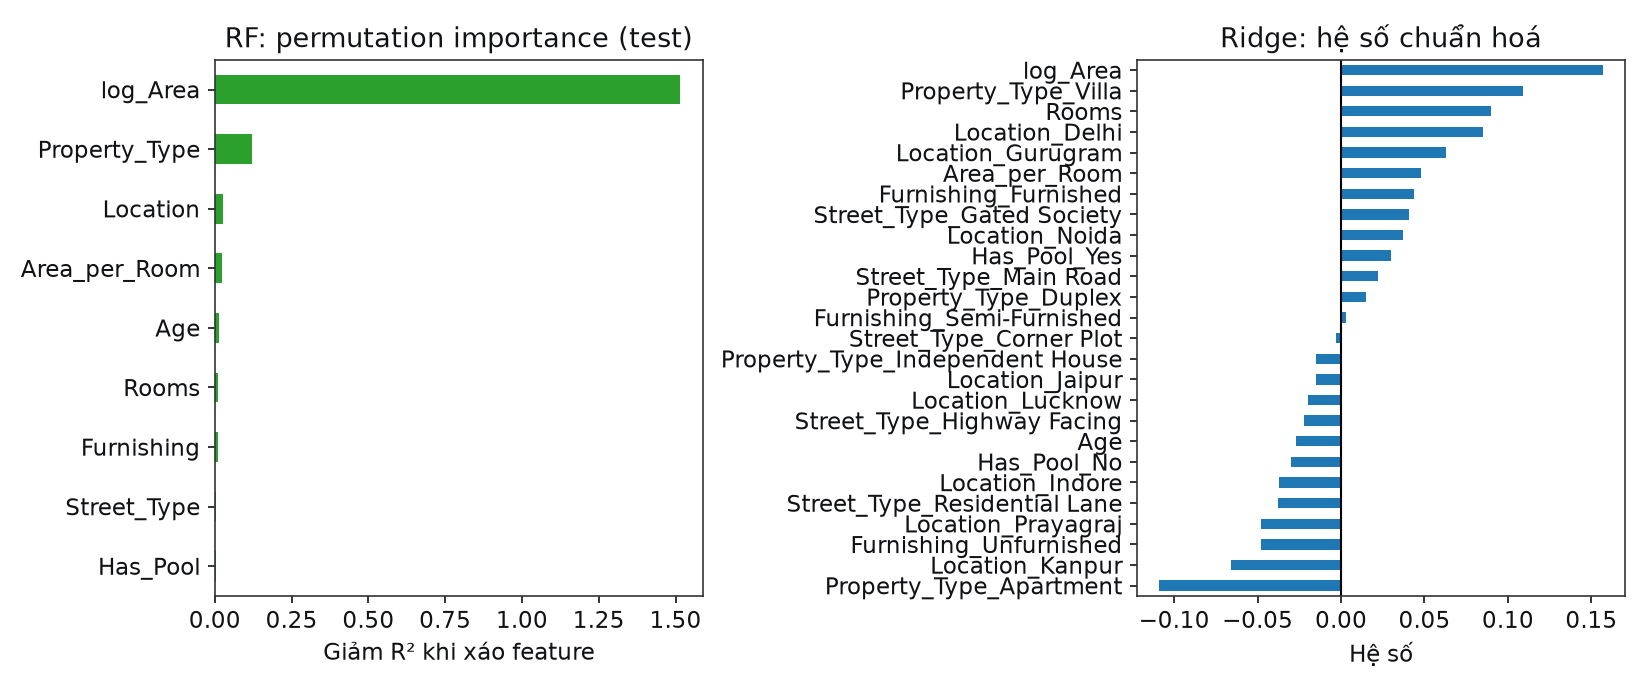 RF: permutation importance (test)
log_Area
Property_Type
Location
Area_per_Room
Age
Rooms
Furnishing
Street_Type
Has_Pool
0.00 0.25 0.50 0.75 1.00 1.25 1.50
Giảm R² khi xáo feature
Ridge: hệ số chuẩn hoá
log_Area
Property_Type_Villa
Rooms
Location_Delhi
Location_Gurugram
Area_per_Room
Furnishing_Furnished
Street_Type_Gated Society
Location_Noida
Has_Pool_Yes
Street_Type_Main Road
Property_Type_Duplex
Furnishing_Semi-Furnished
Street_Type_Corner Plot
Property_Type_Independent House
Location_Jaipur
Location_Lucknow
Street_Type_Highway Facing
Age
Has_Pool_No
Location_Indore
Street_Type_Residential Lane
Location_Prayagraj
Furnishing_Unfurnished
Location_Kanpur
Property_Type_Apartment
−0.10 −0.05 0.00 0.05 0.10 0.15
Hệ số